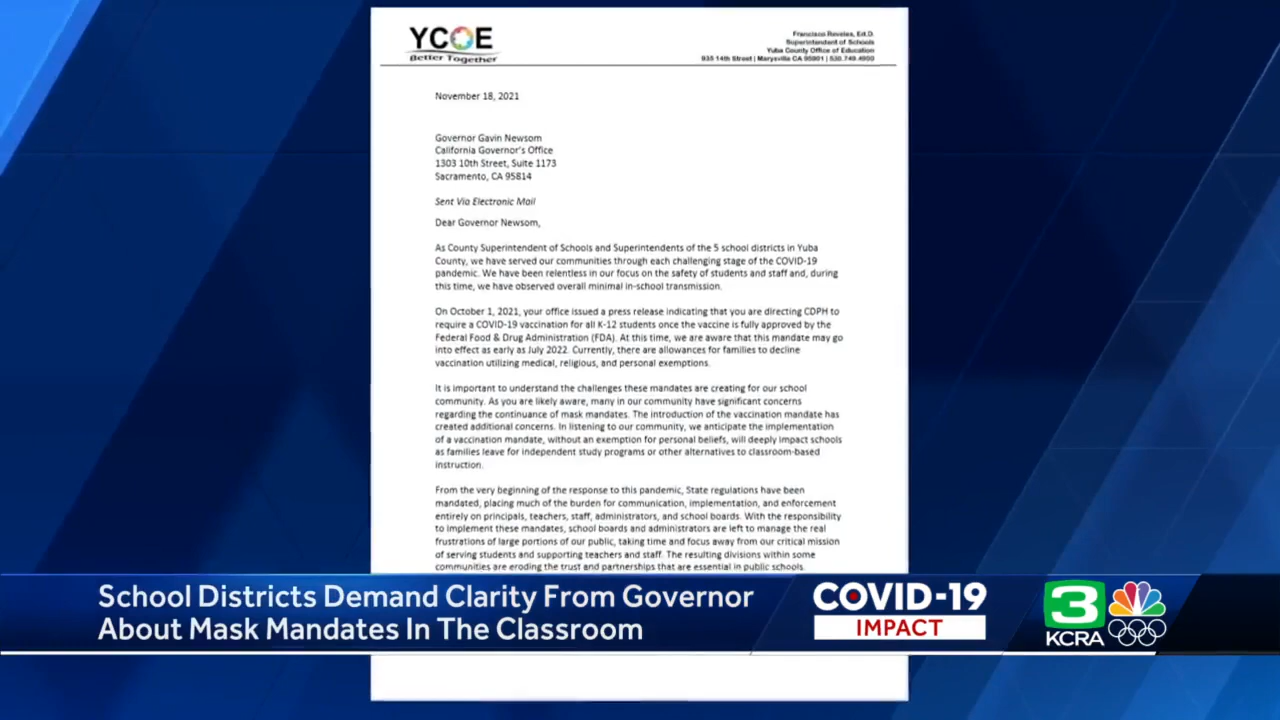 YCOE
Better Together
Francisco Reveles, Ed.D.
Superintendent of Schools
Yuba County Office of Education
935 14th Street | Marysville CA 95901 | 530.749.4900
November 18, 2021
Governor Gavin Newsom
California Governor's Office
1303 10th Street, Suite 1173
Sacramento, CA 95814
Sent Via Electronic Mail
Dear Governor Newsom,
As County Superintendent of Schools and Superintendents of the 5 school districts in Yuba
County, we have served our communities through each challenging stage of the COVID-19
pandemic. We have been relentless in our focus on the safety of students and staff and, during
this time, we have observed overall minimal in-school transmission.
On October 1, 2021, your office issued a press release indicating that you are directing CDPH to
require a COVID-19 vaccination for all K-12 students once the vaccine is fully approved by the
Federal Food & Drug Administration (FDA). At this time, we are aware that this mandate may go
into effect as early as July 2022. Currently, there are allowances for families to decline
vaccination utilizing medical, religious, and personal exemptions.
It is important to understand the challenges these mandates are creating for our school
community. As you are likely aware, many in our community have significant concerns
regarding the continuance of mask mandates. The introduction of the vaccination mandate has
created additional concerns. In listening to our community, we anticipate the implementation
of a vaccination mandate, without an exemption for personal beliefs, will deeply impact schools
as families leave for independent study programs or other alternatives to classroom-based
instruction.
From the very beginning of the response to this pandemic, State regulations have been
mandated, placing much of the burden for communication, implementation, and enforcement
entirely on principals, teachers, staff, administrators, and school boards. With the responsibility
to implement these mandates, school boards and administrators are left to manage the real
frustrations of large portions of our public, taking time and focus away from our critical mission
of serving students and supporting teachers and staff. The resulting divisions within some
communities are eroding the trust and partnerships that are essential in public schools.
School Districts Demand Clarity From Governor
About Mask Mandates In The Classroom
COVID-19
IMPACT
3
KCRA